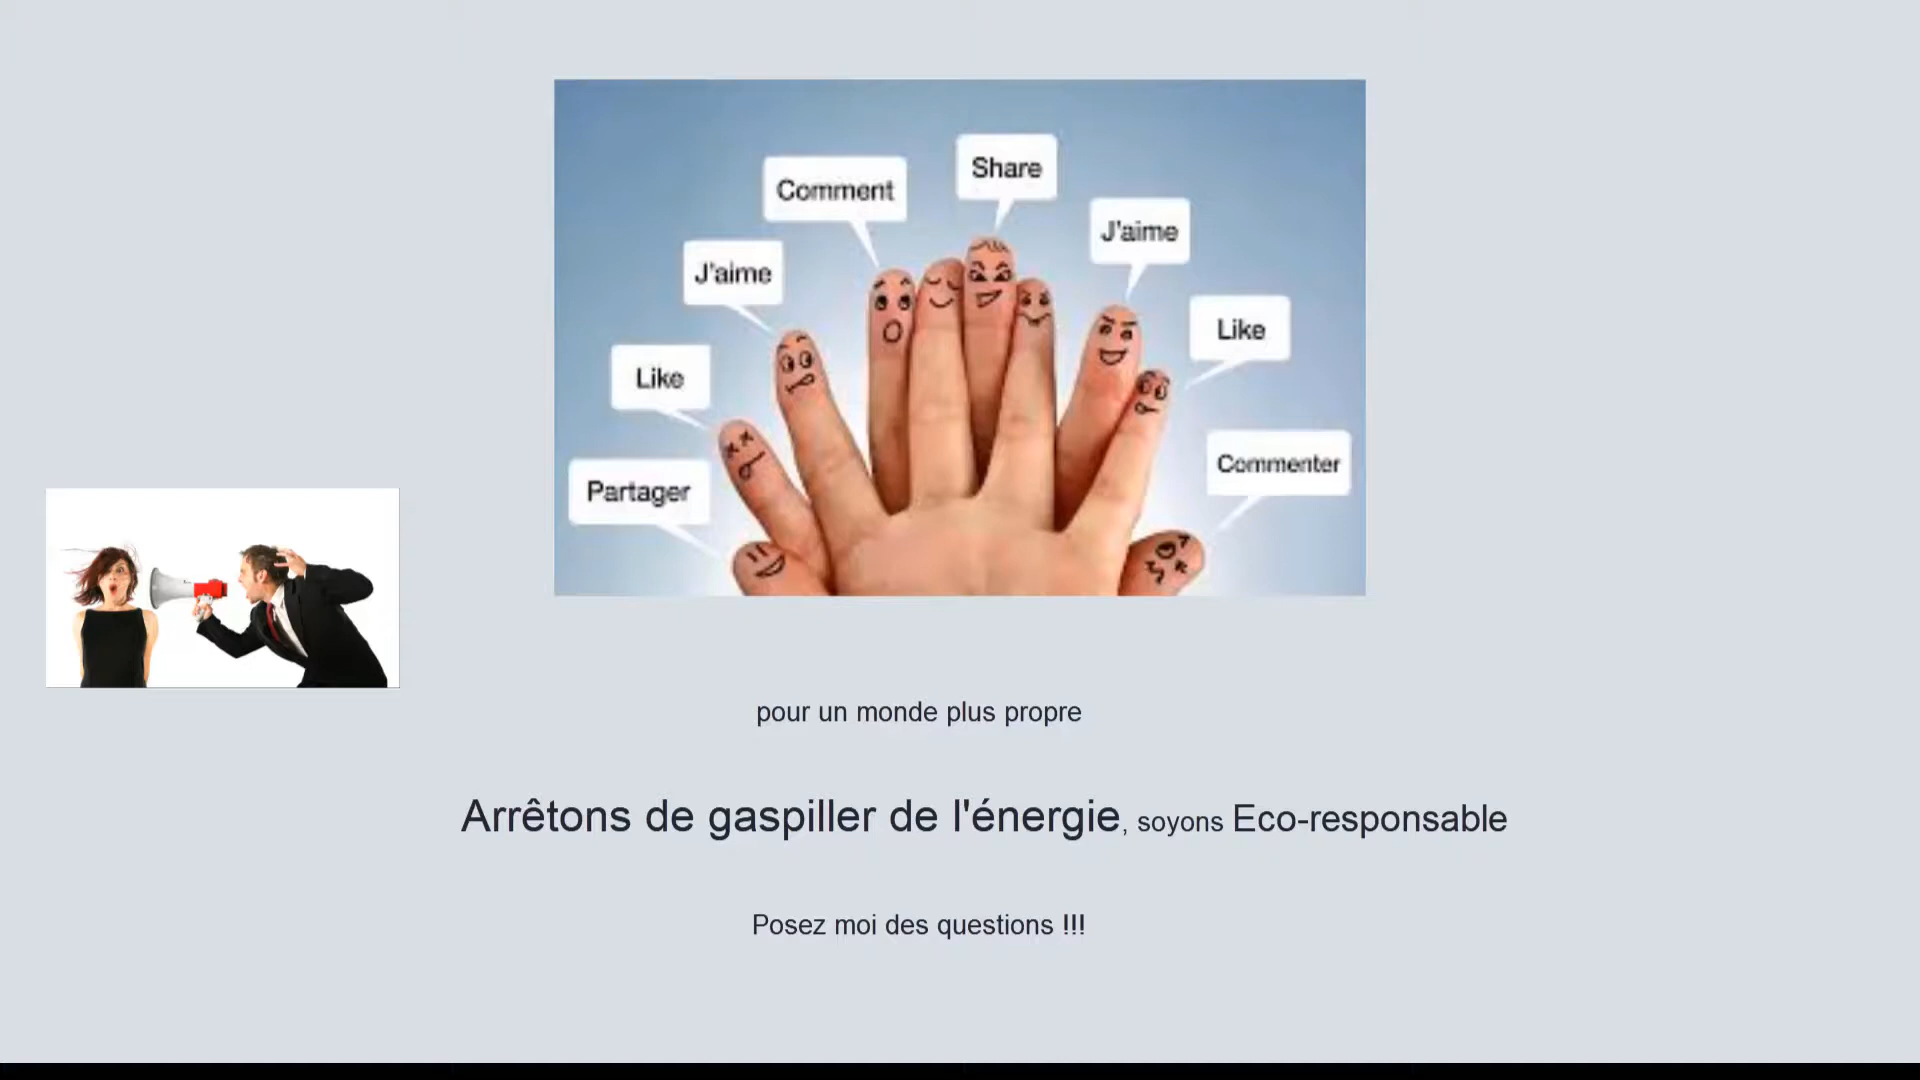 Share
Comment
J'aime
J'aime
Like
Like
Commenter
Partager
pour un monde plus propre
Arrêtons de gaspiller de l'énergie, soyons Eco-responsable
Posez moi des questions !!!